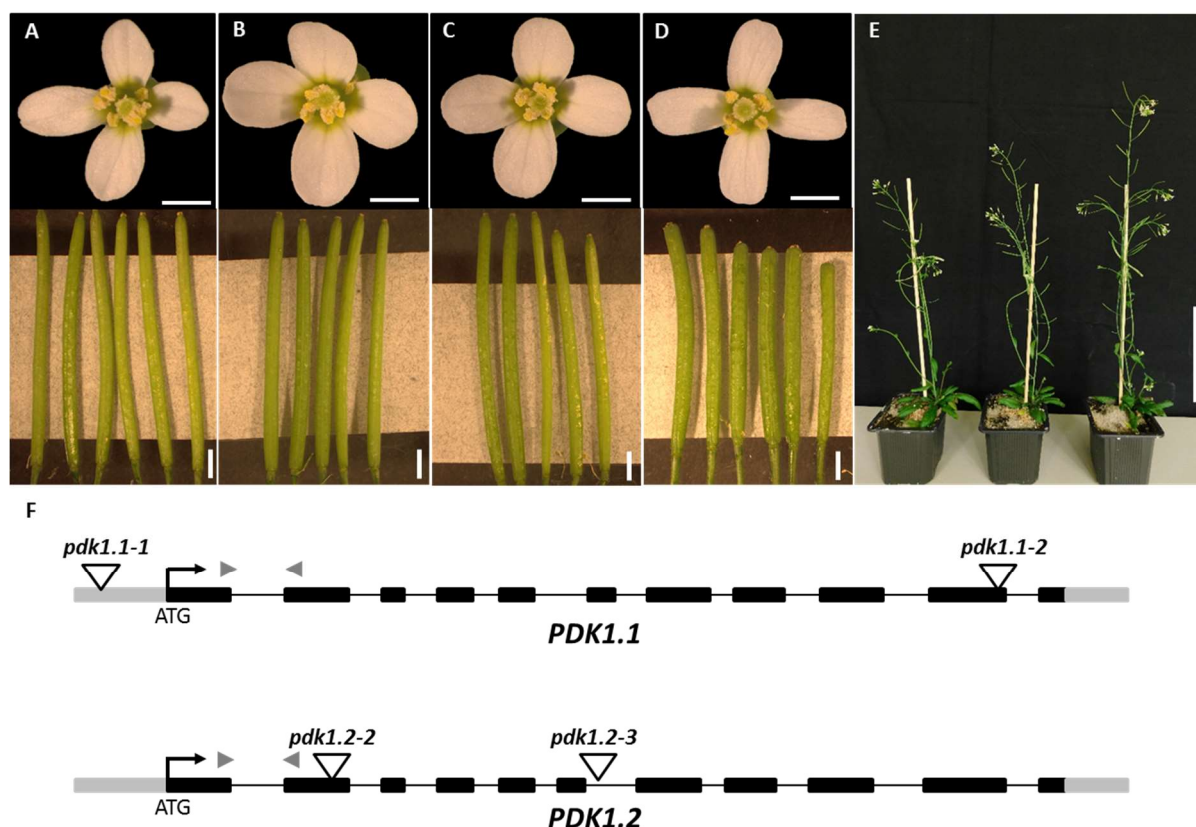 A
B
C
D
E
F
pdk1.1-1
pdk1.1-2
ATG
PDK1.1
pdk1.2-2
pdk1.2-3
ATG
PDK1.2